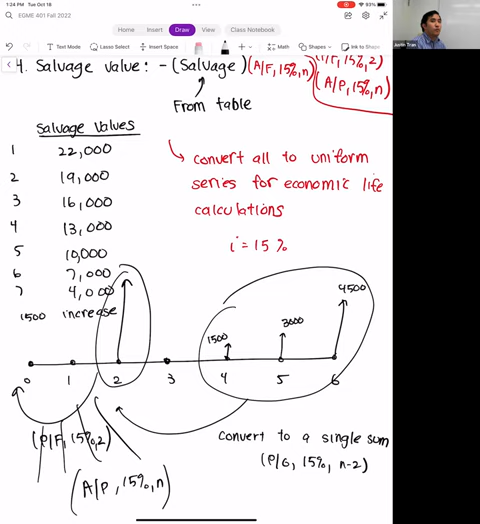 1:24 PM Tue Oct 18
93%
EGME 401 Fall 2022
Home Insert Draw View Class Notebook
Text Mode Lasso Select Insert Space Math Shapes Ink to Shape
4. Salvage value: - (Salvage)(A/F, 15%, n)
(P/F, 15%, 2)
(A/P, 15%, n)
Justin Tran
From table
Salvage Values
1 22,000
2 19,000
3 16,000
4 13,000
5 10,000
6 7,000
7 4,000
1500 increase
convert all to uniform
series for economic life
calculations
i = 15%
1500 3000 4500
0 1 2 3 4 5 6
(P/F, 15%, 2)
(A/P, 15%, n)
convert to a single sum
(P/G, 15%, n-2)